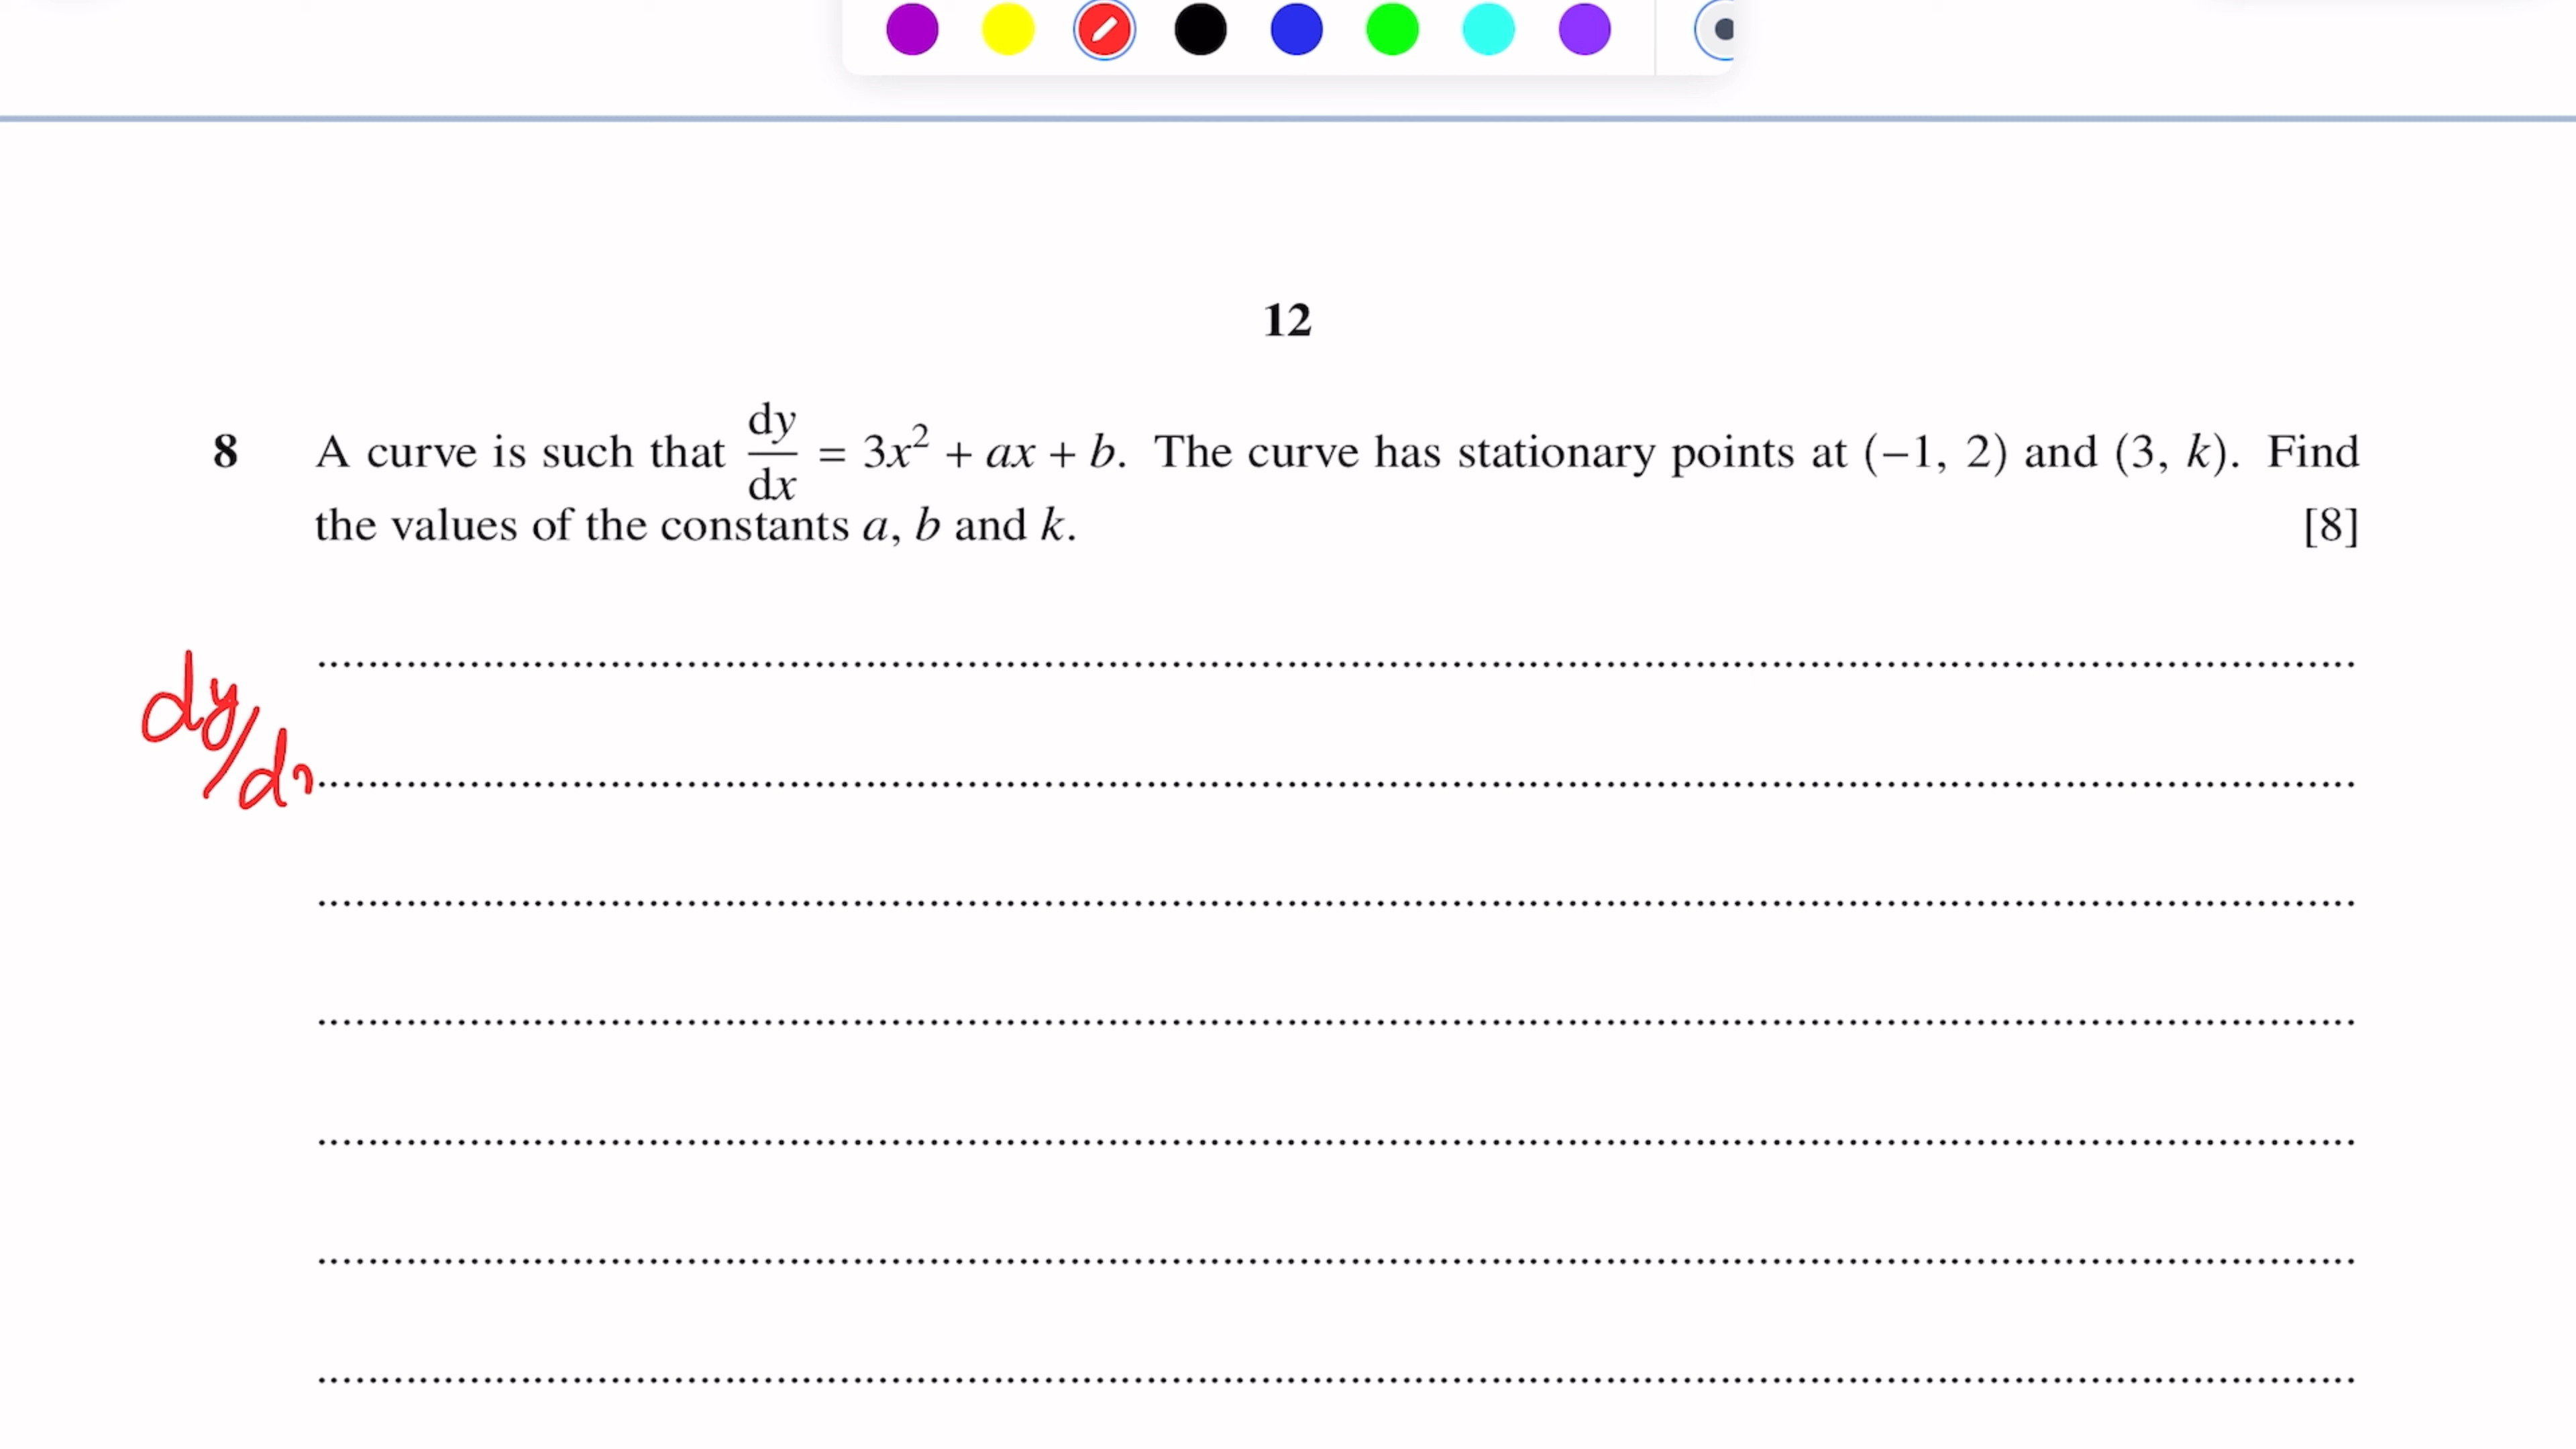 12
8 A curve is such that dy/dx = 3x² + ax + b. The curve has stationary points at (−1, 2) and (3, k). Find
the values of the constants a, b and k. [8]
dy/d